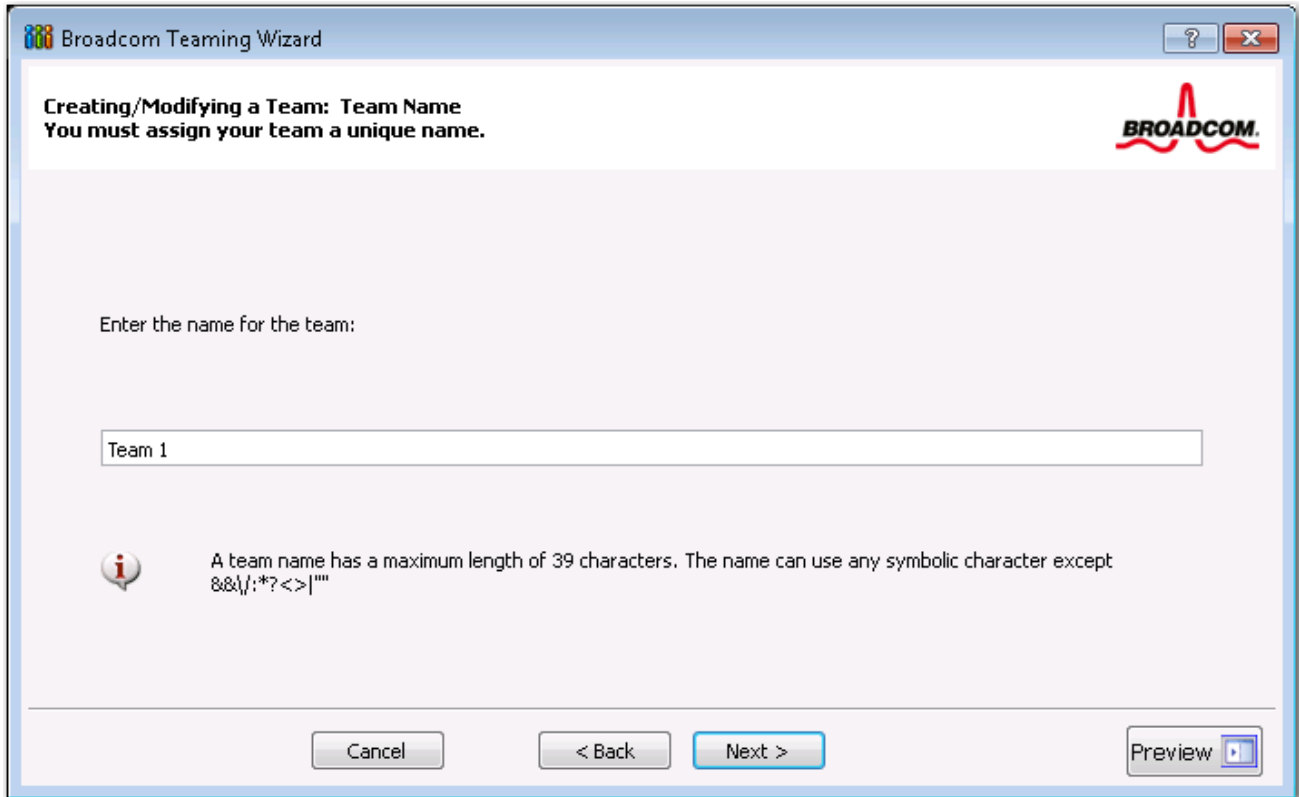 Broadcom Teaming Wizard
?
Creating/Modifying a Team: Team Name
You must assign your team a unique name.
BROADCOM.
Enter the name for the team:
Team 1
A team name has a maximum length of 39 characters. The name can use any symbolic character except
&&\/:*?<>|""
Cancel
< Back
Next >
Preview